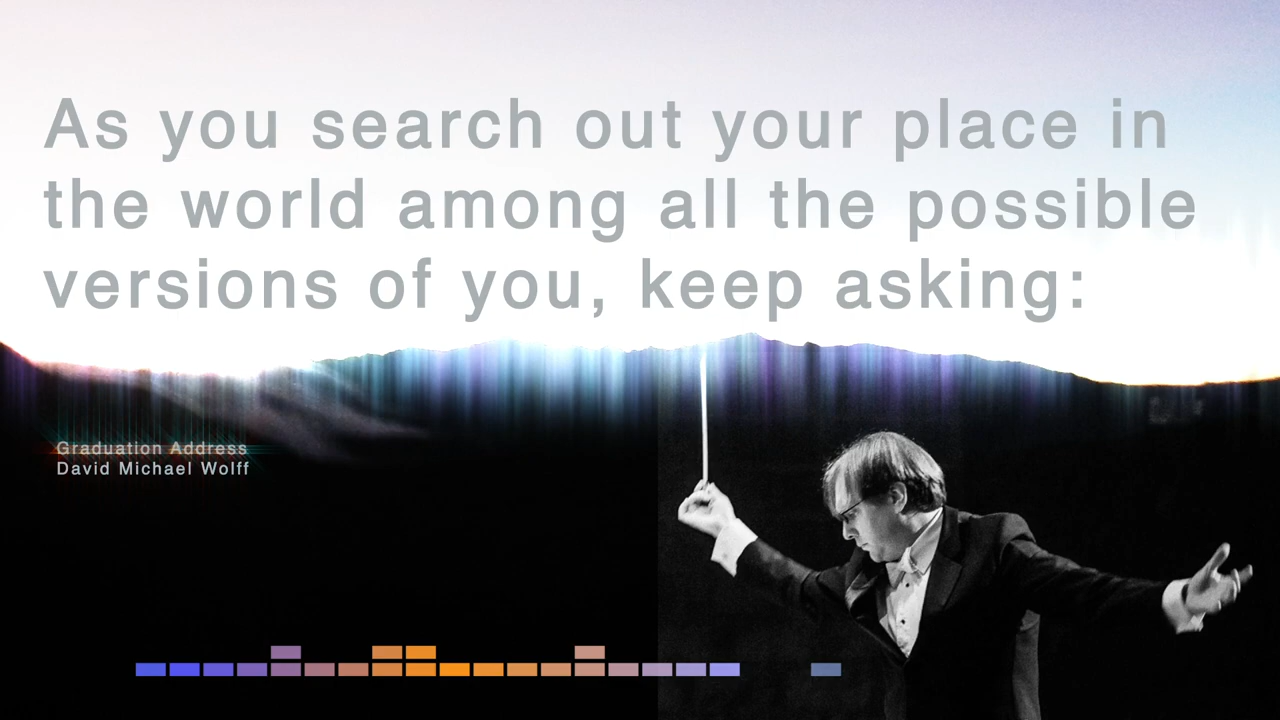 As you search out your place in
the world among all the possible
versions of you, keep asking:
Graduation Address
David Michael Wolff